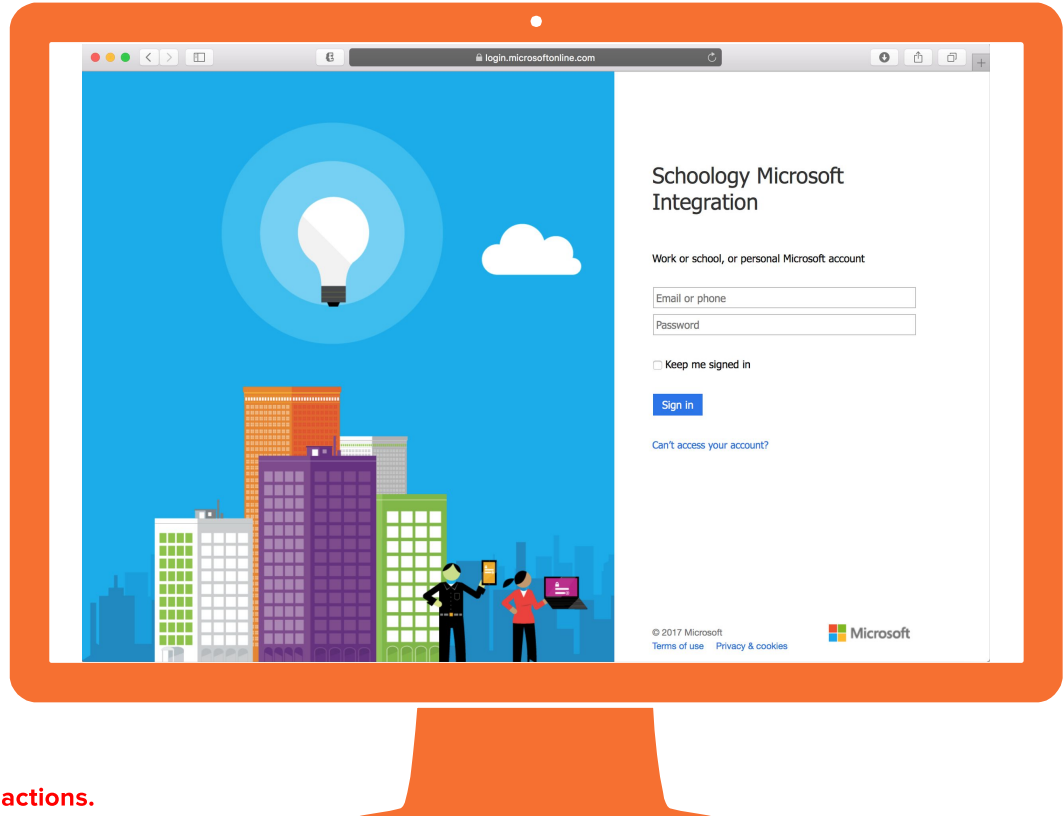 login.microsoftonline.com
Schoology Microsoft
Integration
Work or school, or personal Microsoft account
Email or phone
Password
Keep me signed in
Sign in
Can't access your account?
© 2017 Microsoft
Terms of use Privacy & cookies
Microsoft
actions.